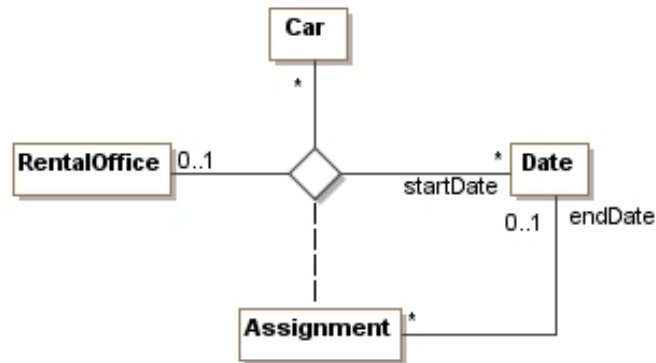 Car
*
RentalOffice
0..1
*
startDate
Date
0..1
endDate
Assignment
*